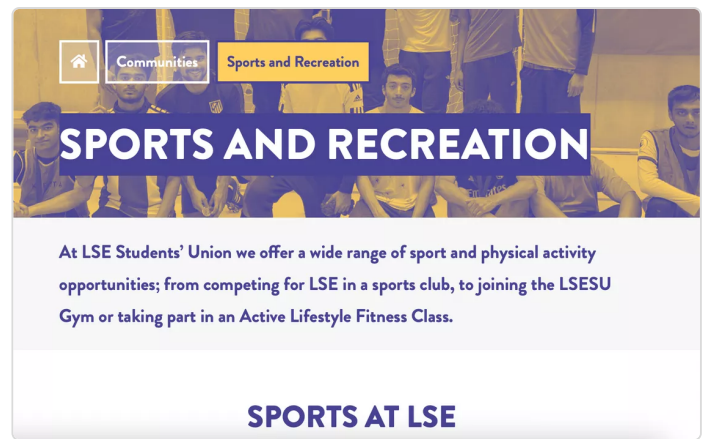 Communities
Sports and Recreation
SPORTS AND RECREATION
At LSE Students’ Union we offer a wide range of sport and physical activity
opportunities; from competing for LSE in a sports club, to joining the LSESU
Gym or taking part in an Active Lifestyle Fitness Class.
SPORTS AT LSE